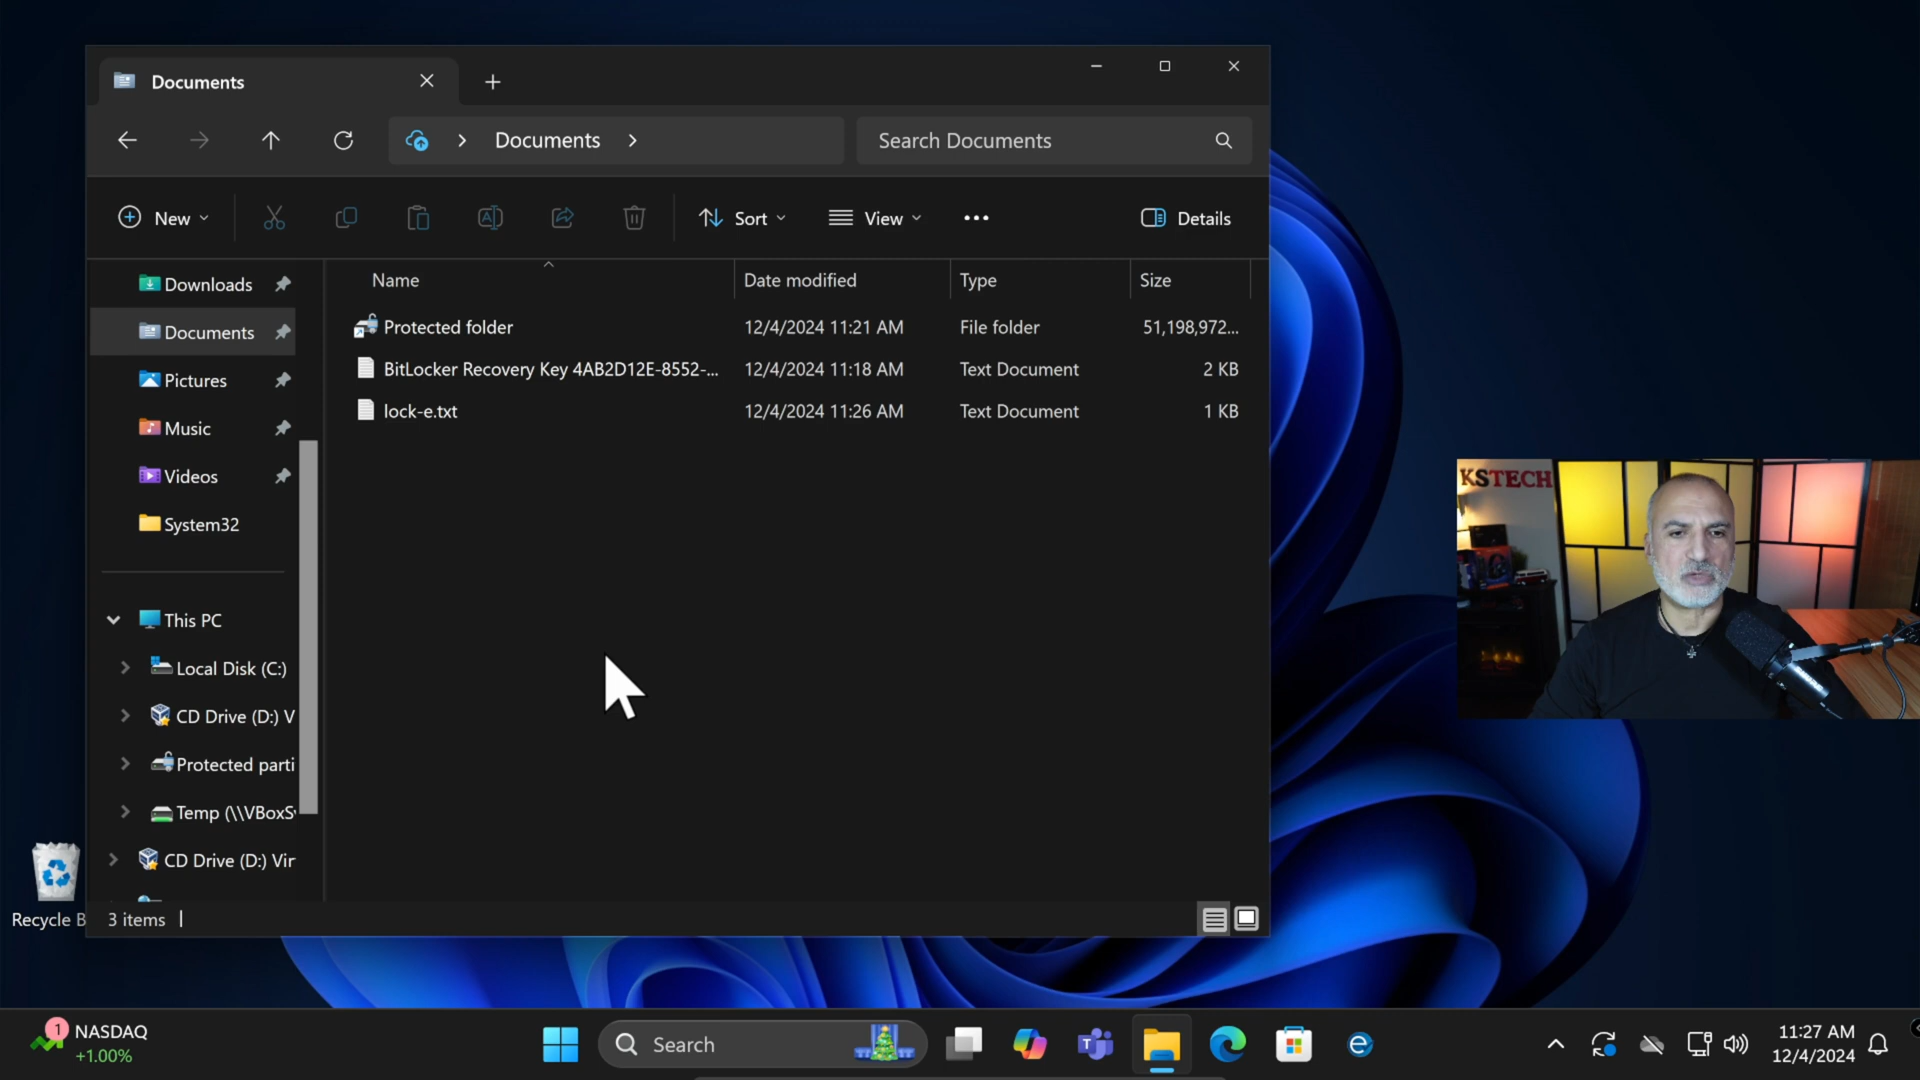 Documents
Documents
Search Documents
New
Sort
View
Details
Name
Date modified
Type
Size
Downloads
Documents
Pictures
Music
Videos
System32
This PC
Local Disk (C:)
CD Drive (D:) V
Protected parti
Temp (\\VBoxS
CD Drive (D:) Vir
Protected folder 12/4/2024 11:21 AM File folder 51,198,972...
BitLocker Recovery Key 4AB2D12E-8552-... 12/4/2024 11:18 AM Text Document 2 KB
lock-e.txt 12/4/2024 11:26 AM Text Document 1 KB
3 items
Recycle B
KSTECH
1
NASDAQ
+1.00%
Search
11:27 AM
12/4/2024